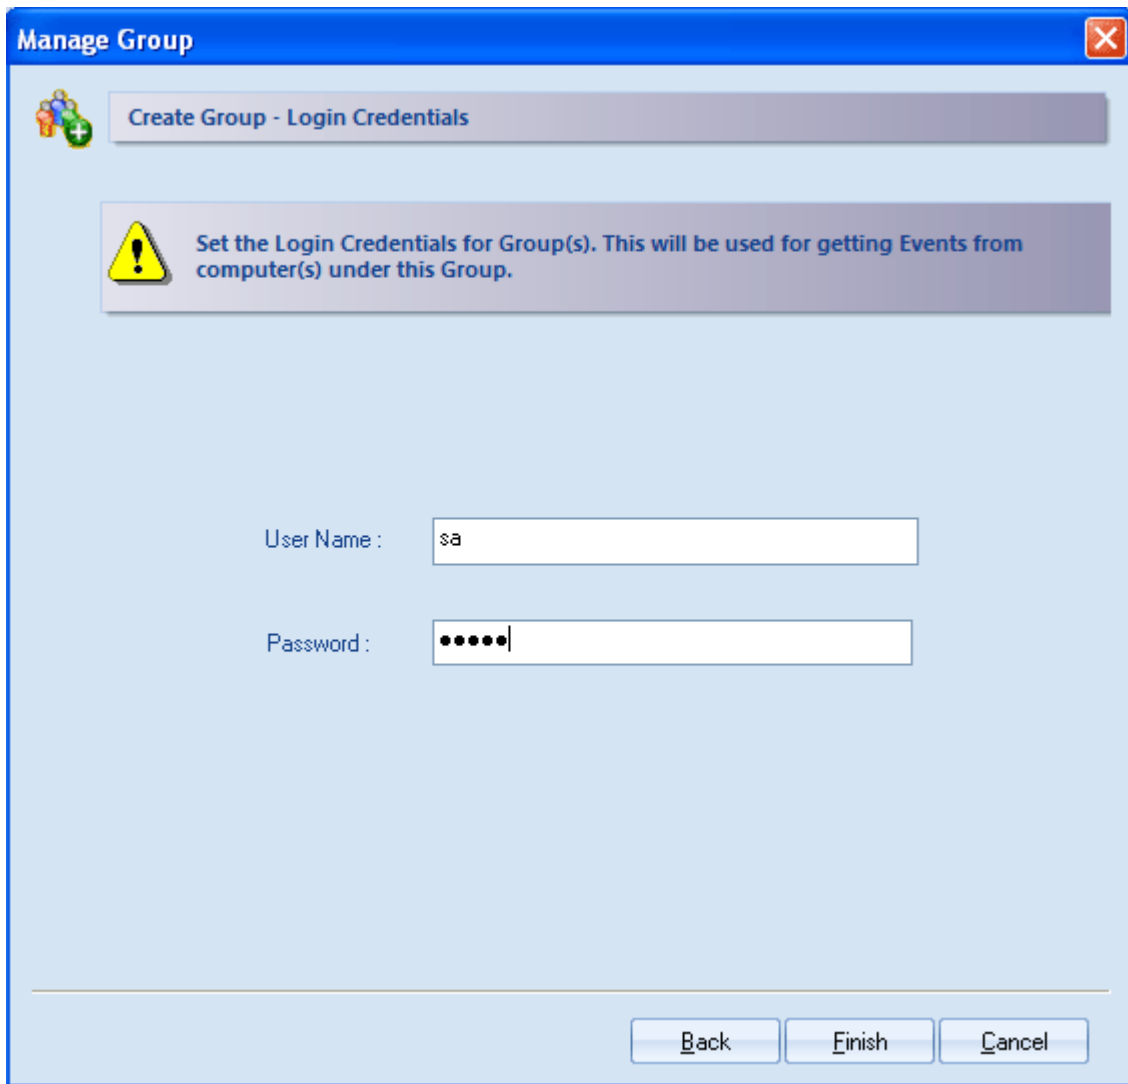 Manage Group
Create Group - Login Credentials
Set the Login Credentials for Group(s). This will be used for getting Events from
computer(s) under this Group.
User Name :
sa
Password :
●●●●●
Back
Finish
Cancel